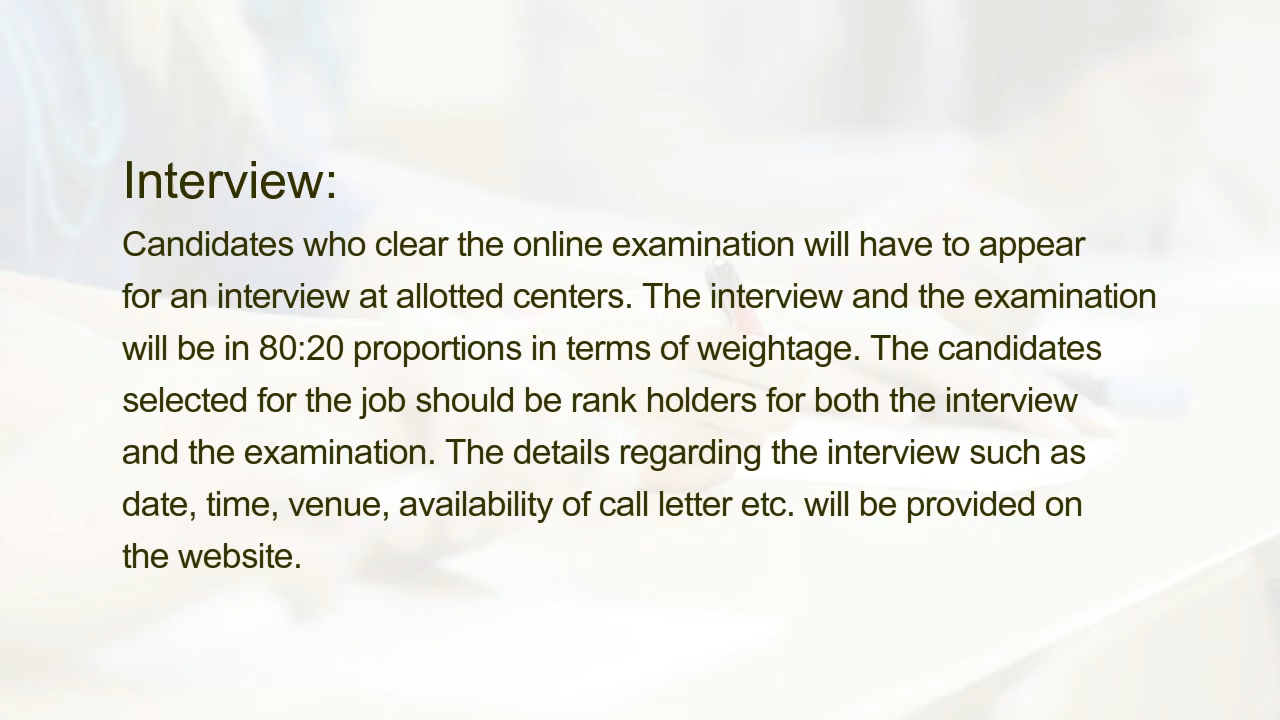 Interview:
Candidates who clear the online examination will have to appear
for an interview at allotted centers. The interview and the examination
will be in 80:20 proportions in terms of weightage. The candidates
selected for the job should be rank holders for both the interview
and the examination. The details regarding the interview such as
date, time, venue, availability of call letter etc. will be provided on
the website.